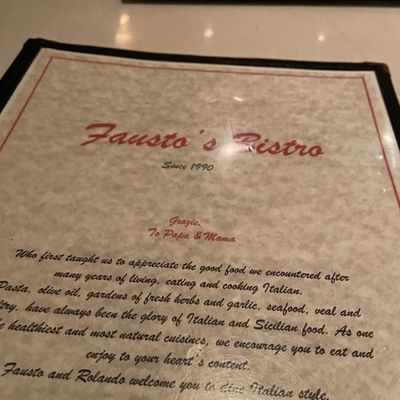 Fausto's Bistro
Since 1990
Grazie,
To Papa & Mama
Who first taught us to appreciate the good food we encountered after
many years of living, eating and cooking Italian.
Pasta, olive oil, gardens of fresh herbs and garlic, seafood, veal and
have always been the glory of Italian and Sicilian food. As one
healthiest and most natural cuisines, we encourage you to eat and
enjoy to your heart's content.
Fausto and Rolando welcome you to dine Italian style.